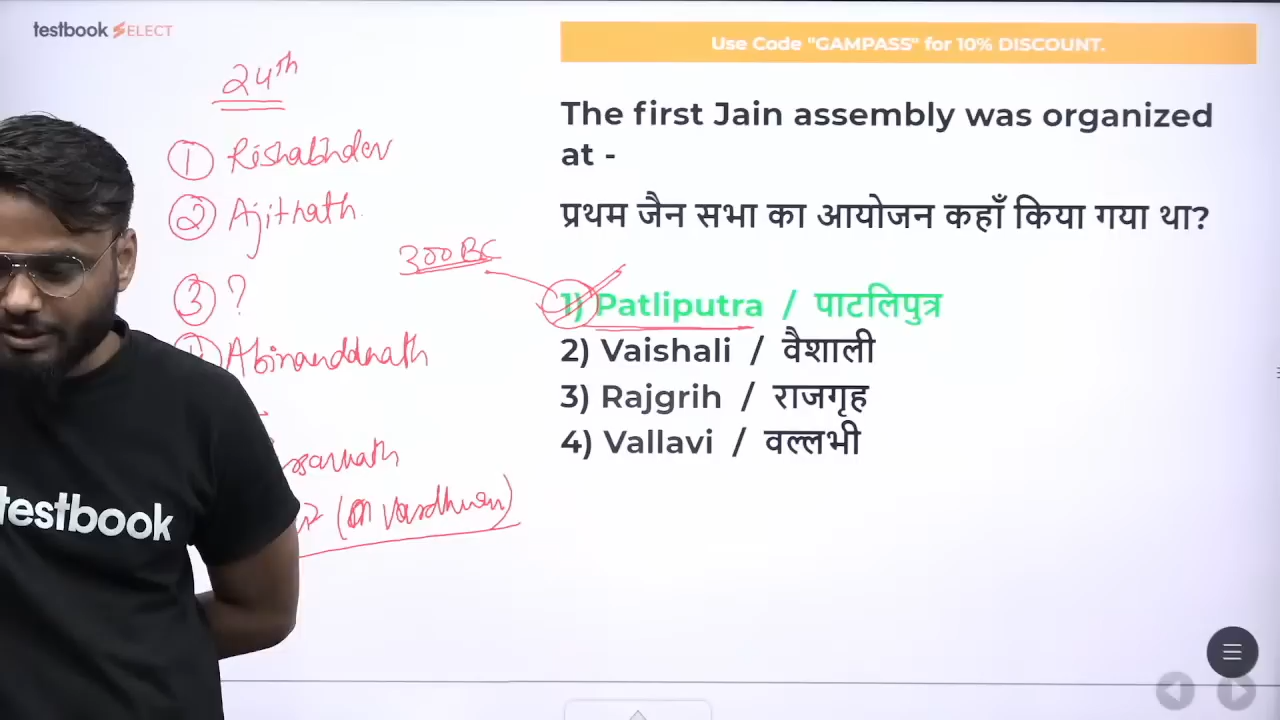 testbook SELECT
Use Code "GAMPASS" for 10% DISCOUNT.
24th
1 Rishabhdev
2 Ajitnath
3 ?
Abinanddnath
The first Jain assembly was organized
at -
प्रथम जैन सभा का आयोजन कहाँ किया गया था?
300 BC
1) Patliputra / पाटलिपुत्र
2) Vaishali / वैशाली
3) Rajgrih / राजगृह
4) Vallavi / वल्लभी
testbook